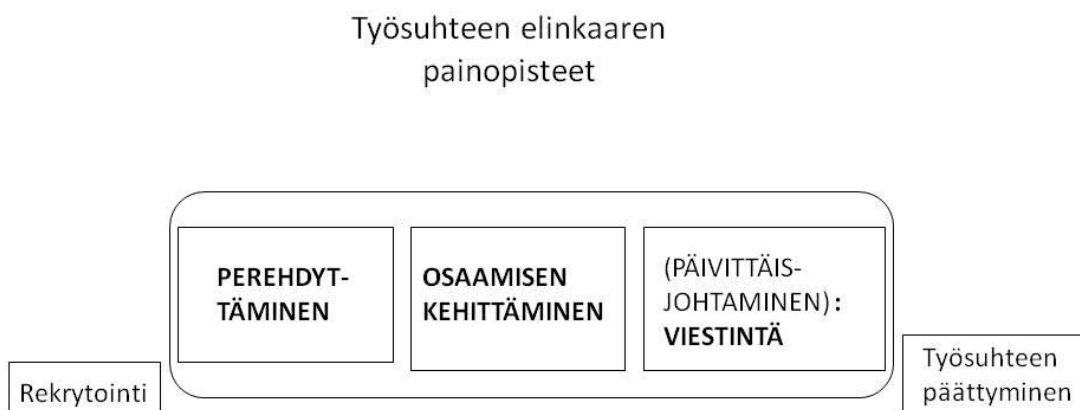 Työsuhteen elinkaaren
painopisteet
PEREHDYT-
TÄMINEN
OSAAMISEN
KEHITTÄMINEN
(PÄIVITTÄIS-
JOHTAMINEN) :
VIESTINTÄ
Rekrytointi
Työsuhteen
päättyminen